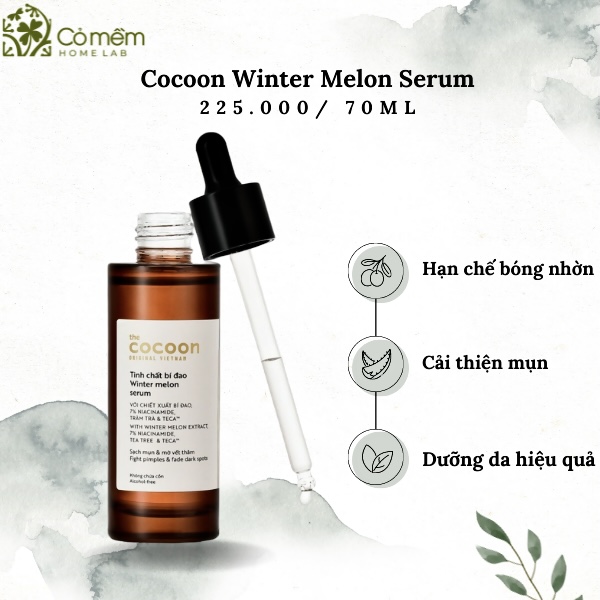 Cỏ mềm
HOME LAB
Cocoon Winter Melon Serum
225.000/ 70ML
Hạn chế bóng nhờn
Cải thiện mụn
Dưỡng da hiệu quả
the
cocoon
ORIGINAL VIETNAM
Tinh chất bí đao
Winter melon
serum
VỚI CHIẾT XUẤT BÍ ĐAO,
7% NIACINAMIDE,
TRÀM TRÀ & TECA™
WITH WINTER MELON EXTRACT,
7% NIACINAMIDE,
TEA TREE & TECA™
Sạch mụn & mờ vết thâm
Fight pimples & fade dark spots
Không chứa cồn
Alcohol-free